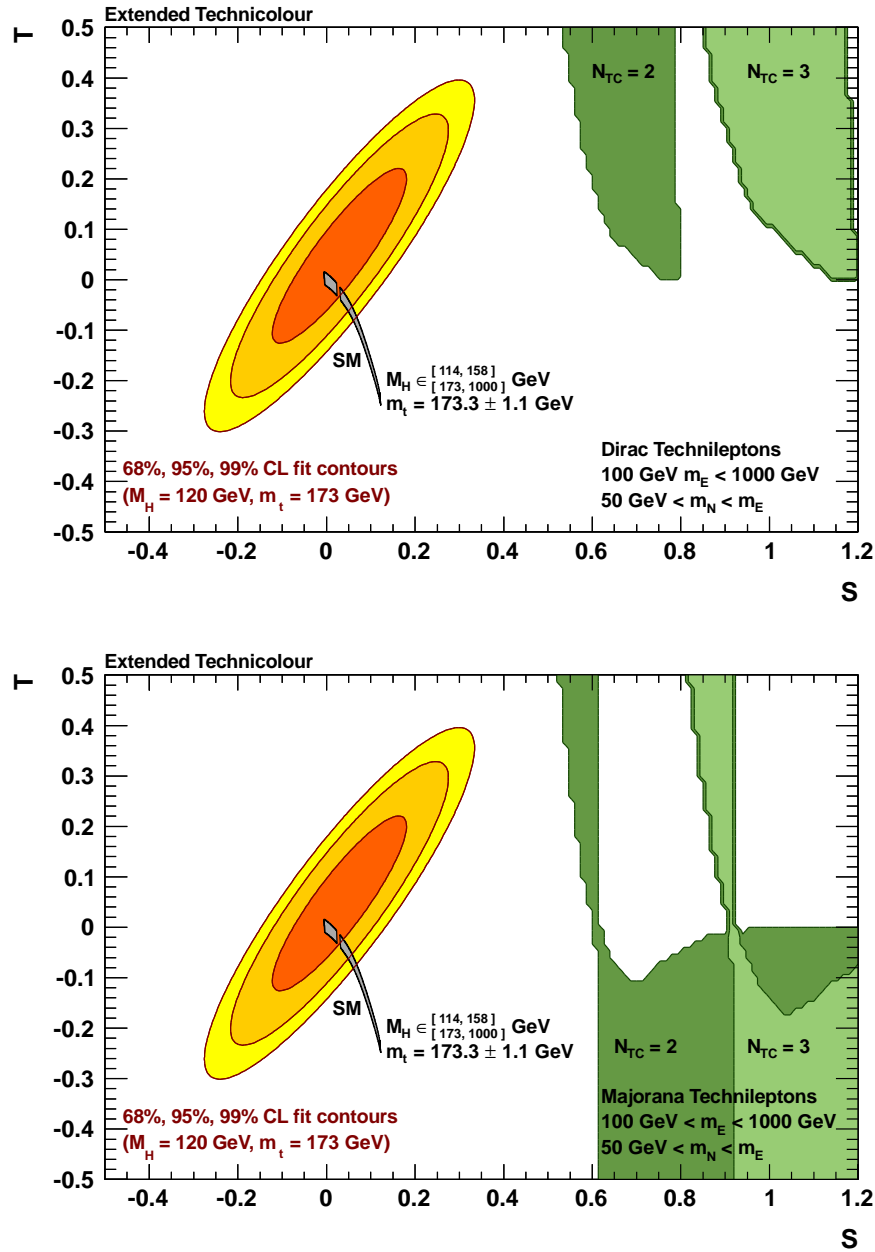 Extended Technicolour
T
0.5
0.4
0.3
0.2
0.1
0
-0.1
-0.2
-0.3
-0.4
-0.5
N_TC = 2
N_TC = 3
SM
M_H ∈ [ 114, 158 ] [ 173, 1000 ] GeV
m_t = 173.3 ± 1.1 GeV
68%, 95%, 99% CL fit contours
(M_H = 120 GeV, m_t = 173 GeV)
Dirac Technileptons
100 GeV m_E < 1000 GeV
50 GeV < m_N < m_E
-0.4 -0.2 0 0.2 0.4 0.6 0.8 1 1.2
S
Extended Technicolour
T
0.5
0.4
0.3
0.2
0.1
0
-0.1
-0.2
-0.3
-0.4
-0.5
SM
M_H ∈ [ 114, 158 ] [ 173, 1000 ] GeV
m_t = 173.3 ± 1.1 GeV
N_TC = 2
N_TC = 3
68%, 95%, 99% CL fit contours
(M_H = 120 GeV, m_t = 173 GeV)
Majorana Technileptons
100 GeV < m_E < 1000 GeV
50 GeV < m_N < m_E
-0.4 -0.2 0 0.2 0.4 0.6 0.8 1 1.2
S